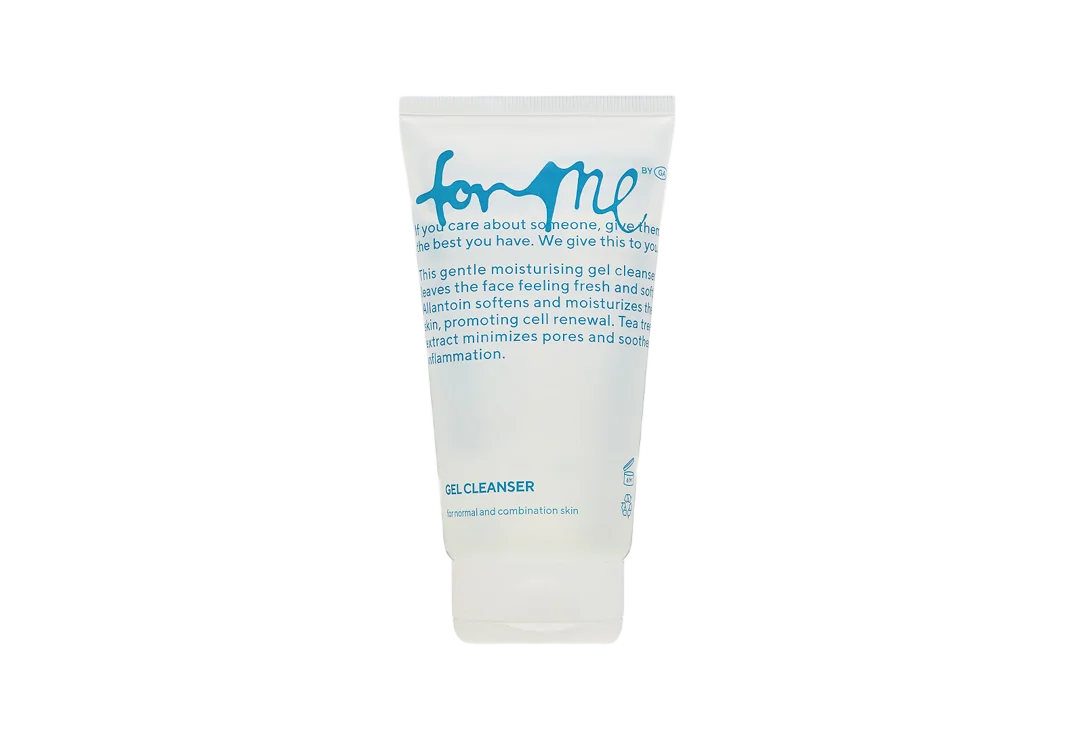 for me BY GA
If you care about someone, give them
the best you have. We give this to you
This gentle moisturising gel cleanse
leaves the face feeling fresh and soft
Allantoin softens and moisturizes the
skin, promoting cell renewal. Tea tree
extract minimizes pores and soothe
inflammation.
GEL CLEANSER
for normal and combination skin